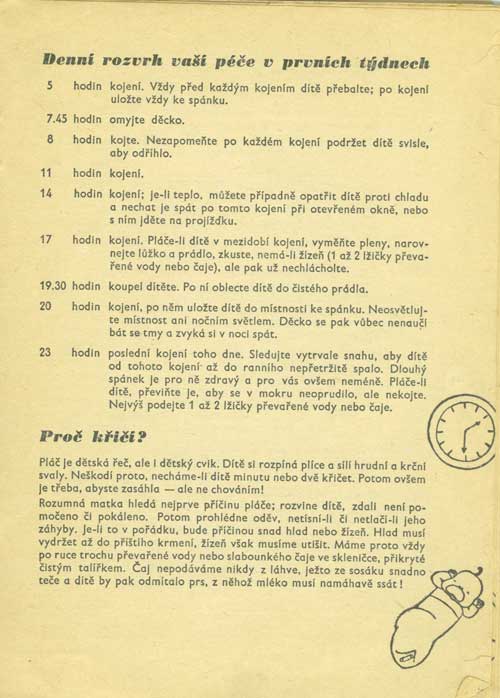 Denní rozvrh vaší péče v prvních týdnech
5 hodin kojení. Vždy před každým kojením dítě přebalte; po kojení
uložte vždy ke spánku.
7.45 hodin omyjte děcko.
8 hodin kojte. Nezapomeňte po každém kojení podržet dítě svisle,
aby odříhlo.
11 hodin kojení.
14 hodin kojení; je-li teplo, můžete případně opatřit dítě proti chladu
a nechat je spát po tomto kojení při otevřeném okně, nebo
s ním jděte na projížďku.
17 hodin kojení. Pláče-li dítě v mezidobí kojení, vyměňte pleny, narov-
nejte lůžko a prádlo, zkuste, nemá-li žízeň (1 až 2 lžičky převa-
řené vody nebo čaje), ale pak už nechlácholte.
19.30 hodin koupel dítěte. Po ní oblecte dítě do čistého prádla.
20 hodin kojení, po něm uložte dítě do místnosti ke spánku. Neosvětluj-
te místnost ani nočním světlem. Děcko se pak vůbec nenaučí
bát se tmy a zvyká si v noci spát.
23 hodin poslední kojení toho dne. Sledujte vytrvale snahu, aby dítě
od tohoto kojení až do ranního nepřetržitě spalo. Dlouhý
spánek je pro ně zdravý a pro vás ovšem neméně. Pláče-li
dítě, převiňte je, aby se v mokru neoprudilo, ale nekojte.
Nejvýš podejte 1 až 2 lžičky převařené vody nebo čaje.
Proč křičí?
Pláč je dětská řeč, ale i dětský cvik. Dítě si rozpíná plíce a sílí hrudní a krční
svaly. Neškodí proto, necháme-li dítě minutu nebo dvě křičet. Potom ovšem
je třeba, abyste zasáhla — ale ne chováním!
Rozumná matka hledá nejprve příčinu pláče; rozvine dítě, zdali není po-
močeno či pokáleno. Potom prohlédne oděv, netísní-li či netlačí-li jeho
záhyby. Je-li to v pořádku, bude příčinou snad hlad nebo žízeň. Hlad musí
vydržet až do příštího krmení, žízeň však musíme utišit. Máme proto vždy
po ruce trochu převařené vody nebo slabounkého čaje ve skleničce, přikryté
čistým talířkem. Čaj nepodáváme nikdy z láhve, ježto ze sosáku snadno
teče a dítě by pak odmítalo prs, z něhož mléko musí namáhavě ssát!